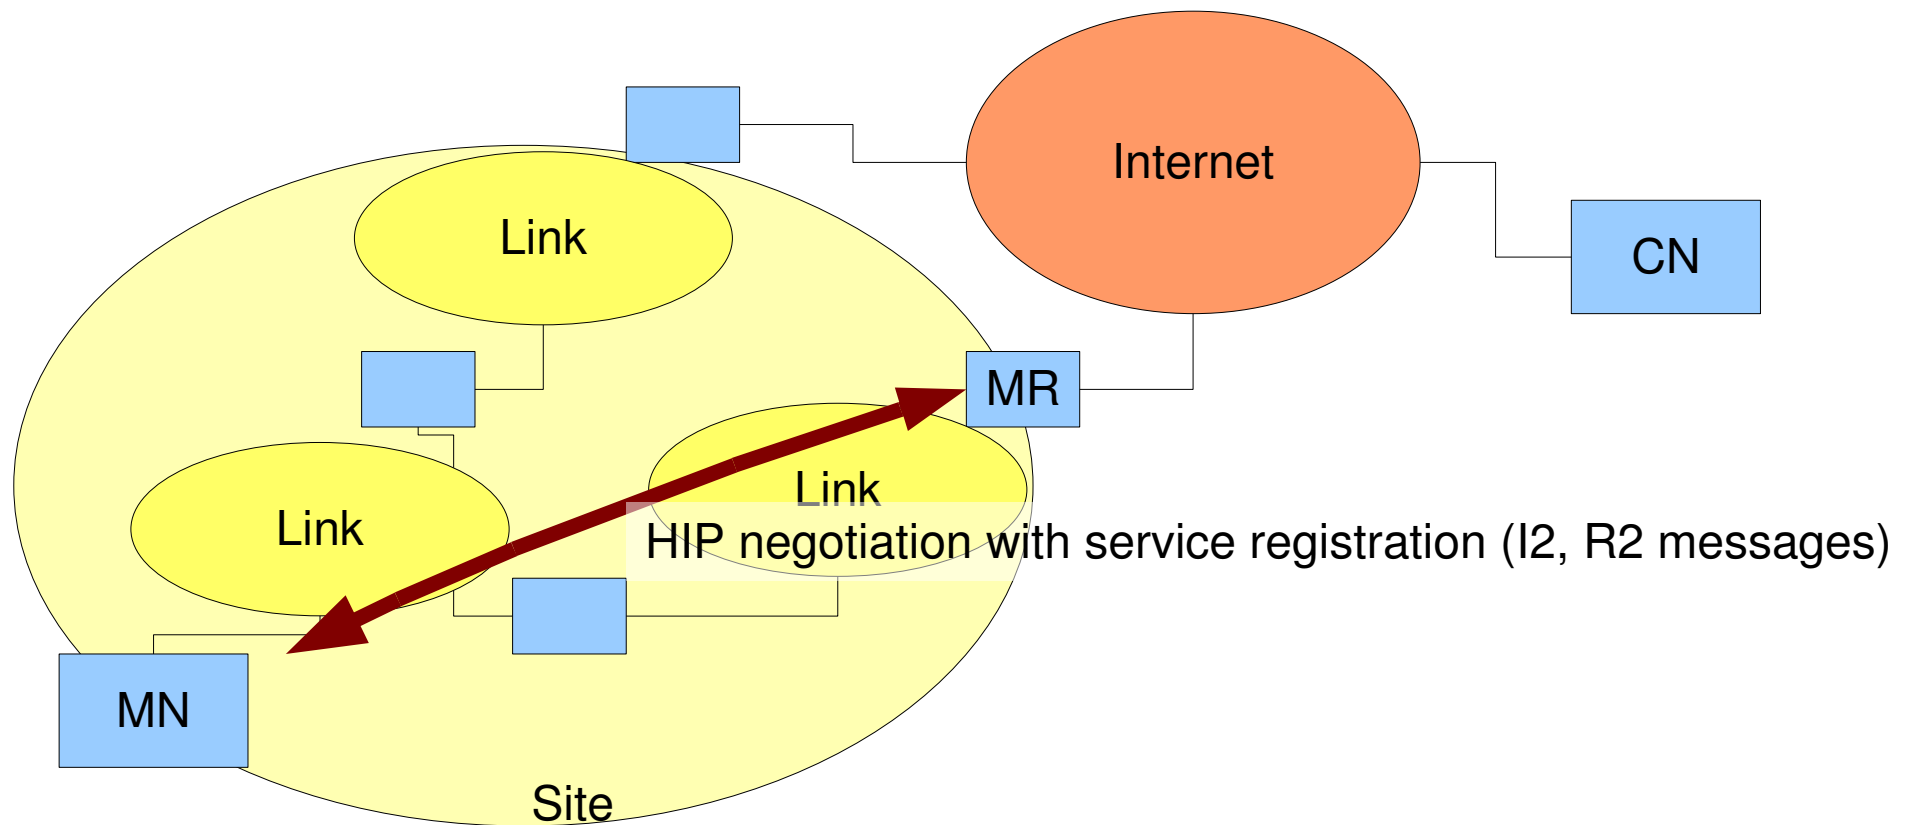 Internet
Link
CN
MR
Link
Link
HIP negotiation with service registration (I2, R2 messages)
MN
Site